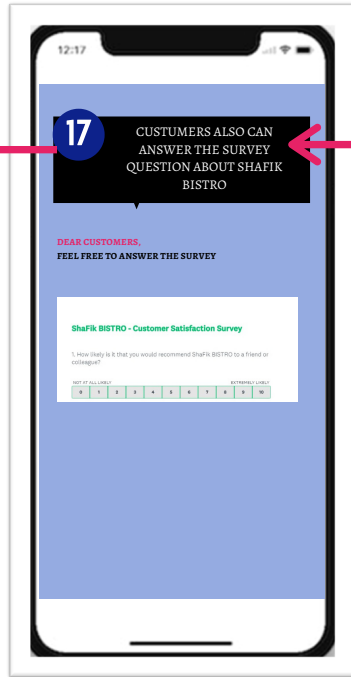 12:17
17
CUSTUMERS ALSO CAN
ANSWER THE SURVEY
QUESTION ABOUT SHAFIK
BISTRO
DEAR CUSTOMERS,
FEEL FREE TO ANSWER THE SURVEY
ShaFik BISTRO - Customer Satisfaction Survey
1. How likely is it that you would recommend ShaFik BISTRO to a friend or
colleague?
NOT AT ALL LIKELY EXTREMELY LIKELY
0 1 2 3 4 5 6 7 8 9 10